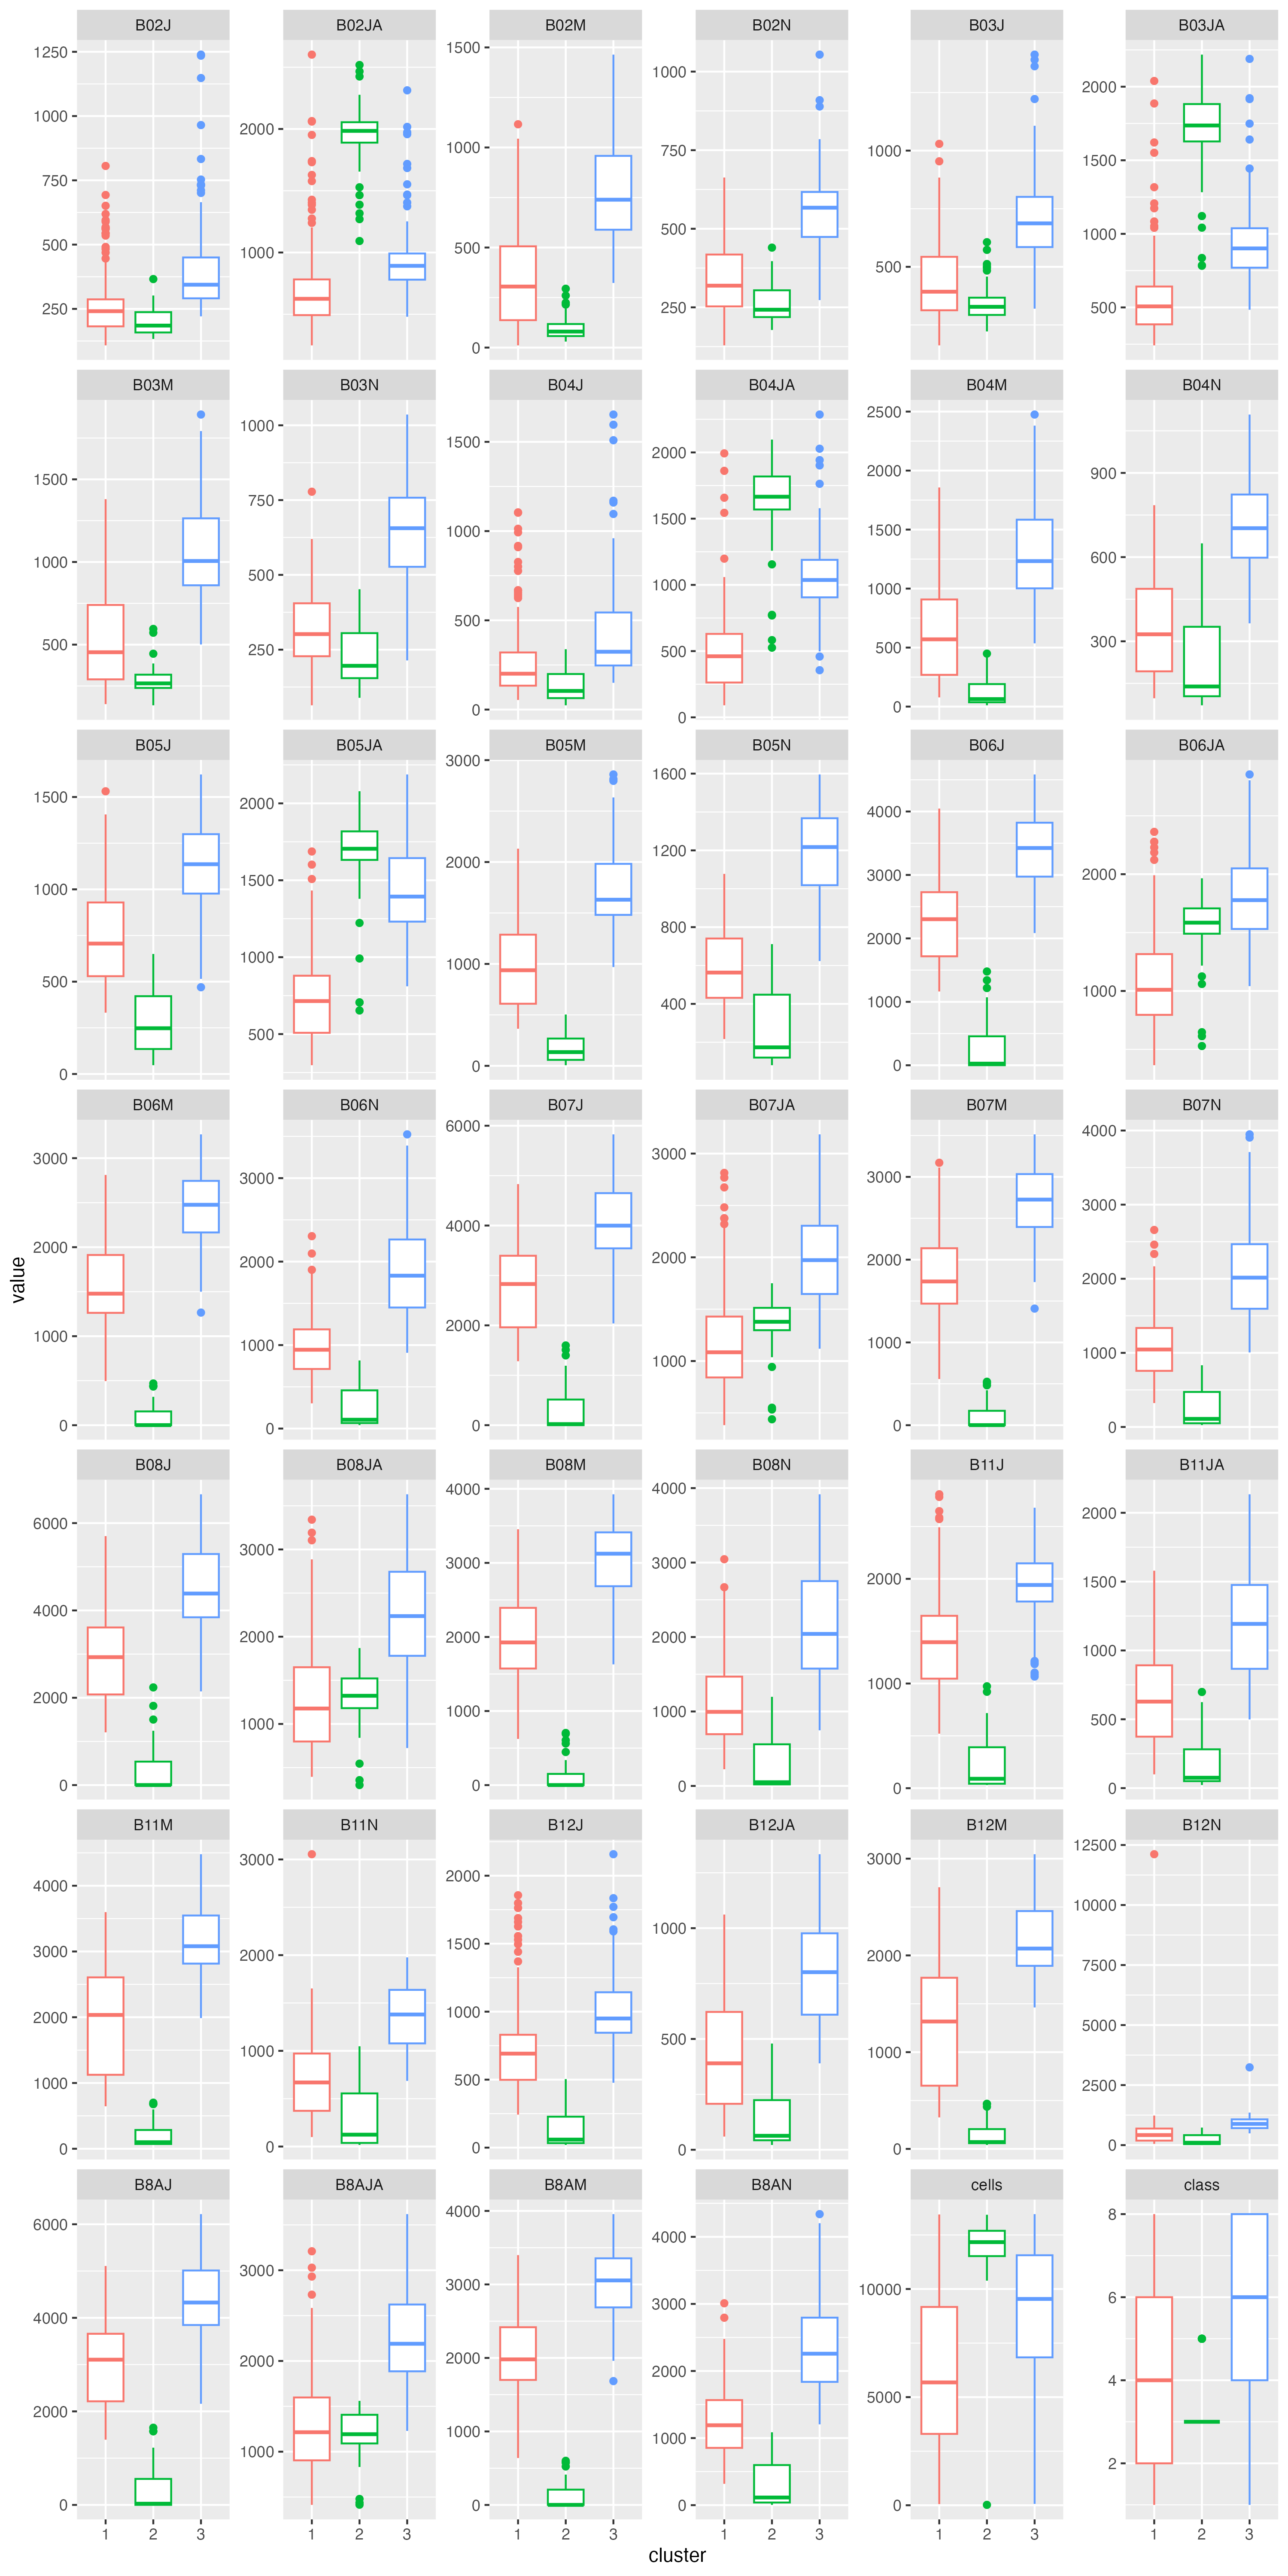 B02J B02JA B02M B02N B03J B03JA
1250 1000 750 500 250
2000 1000
1500 1000 500 0
1000 750 500 250
1000 500
2000 1500 1000 500
B03M B03N B04J B04JA B04M B04N
1500 1000 500
1000 750 500 250
1500 1000 500 0
2000 1500 1000 500 0
2500 2000 1500 1000 500 0
900 600 300
B05J B05JA B05M B05N B06J B06JA
1500 1000 500 0
2000 1500 1000 500
3000 2000 1000 0
1600 1200 800 400
4000 3000 2000 1000 0
2000 1000
B06M B06N B07J B07JA B07M B07N
3000 2000 1000 0
3000 2000 1000 0
6000 4000 2000 0
3000 2000 1000
3000 2000 1000 0
4000 3000 2000 1000 0
value
B08J B08JA B08M B08N B11J B11JA
6000 4000 2000 0
3000 2000 1000
4000 3000 2000 1000 0
4000 3000 2000 1000 0
2000 1000 0
2000 1500 1000 500 0
B11M B11N B12J B12JA B12M B12N
4000 3000 2000 1000 0
3000 2000 1000 0
2000 1500 1000 500 0
1000 500 0
3000 2000 1000 0
12500 10000 7500 5000 2500 0
B8AJ B8AJA B8AM B8AN cells class
6000 4000 2000 0
3000 2000 1000
4000 3000 2000 1000 0
4000 3000 2000 1000 0
10000 5000 0
8 6 4 2
1 2 3 1 2 3 1 2 3 1 2 3 1 2 3 1 2 3
cluster